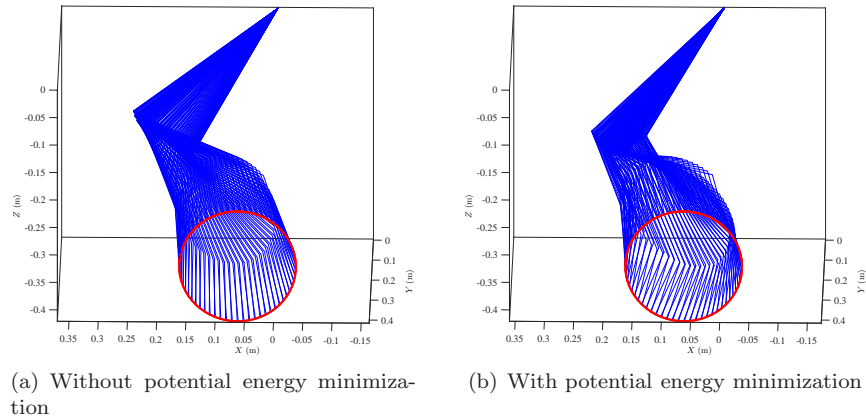 0
-0.05
-0.1
-0.15
-0.2
-0.25
-0.3
-0.35
-0.4
Z (m)
0
0.1
0.2
0.3
0.4
Y (m)
0.35 0.3 0.25 0.2 0.15 0.1 0.05 0 -0.05 -0.1 -0.15
X (m)
0
-0.05
-0.1
-0.15
-0.2
-0.25
-0.3
-0.35
-0.4
Z (m)
0
0.1
0.2
0.3
0.4
Y (m)
0.35 0.3 0.25 0.2 0.15 0.1 0.05 0 -0.05 -0.1 -0.15
X (m)
(a) Without potential energy minimiza-
tion
(b) With potential energy minimization